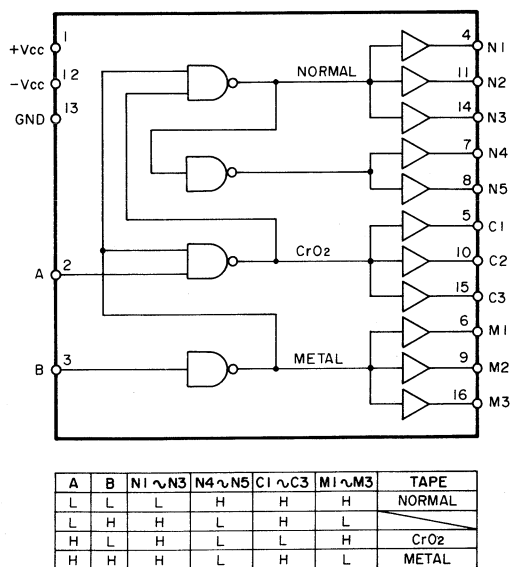 +Vcc 1
-Vcc 12
GND 13
A 2
B 3
NORMAL
CrO2
METAL
4 N1
11 N2
14 N3
7 N4
8 N5
5 C1
10 C2
15 C3
6 M1
9 M2
16 M3
A B N1~N3 N4~N5 C1~C3 M1~M3 TAPE
L L L H H H NORMAL
L H H L H L
H L H L L H CrO2
H H H L H L METAL